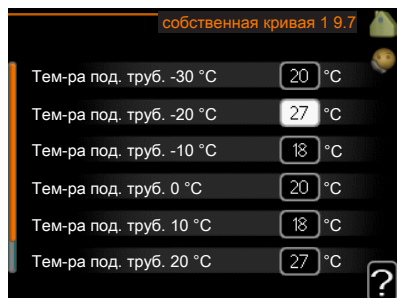 собственная кривая 1 9.7
Тем-ра под. труб. -30 °C 20 °C
Тем-ра под. труб. -20 °C 27 °C
Тем-ра под. труб. -10 °C 18 °C
Тем-ра под. труб. 0 °C 20 °C
Тем-ра под. труб. 10 °C 18 °C
Тем-ра под. труб. 20 °C 27 °C
?